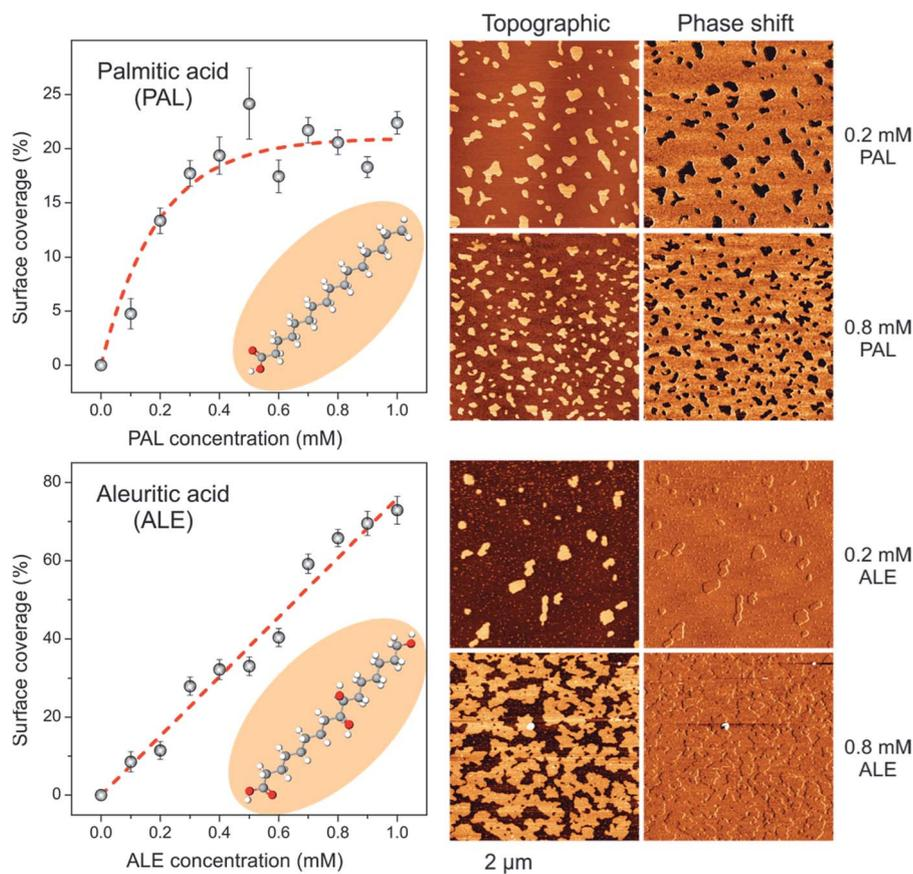 Topographic
Phase shift
Palmitic acid
(PAL)
Surface coverage (%)
25
20
15
10
5
0
0.0
0.2
0.4
0.6
0.8
1.0
PAL concentration (mM)
0.2 mM
PAL
0.8 mM
PAL
Aleuritic acid
(ALE)
Surface coverage (%)
80
60
40
20
0
0.0
0.2
0.4
0.6
0.8
1.0
ALE concentration (mM)
0.2 mM
ALE
0.8 mM
ALE
2 μm